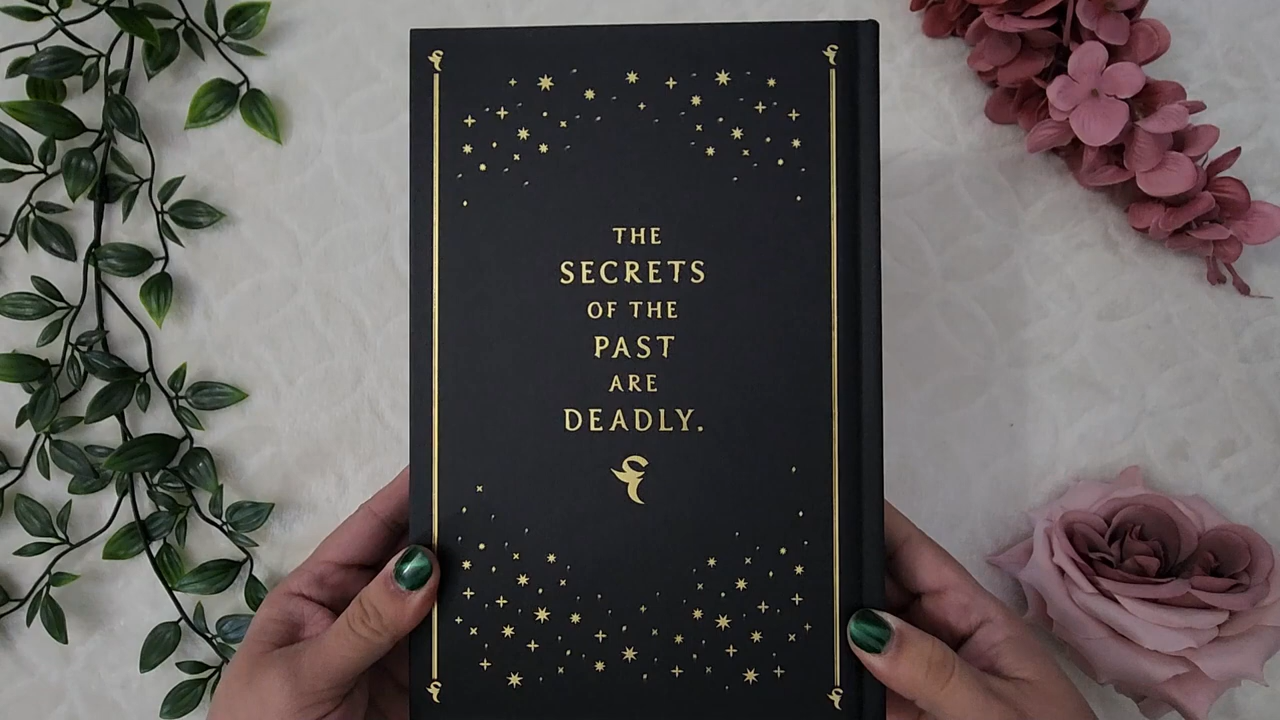 THE
SECRETS
OF THE
PAST
ARE
DEADLY.